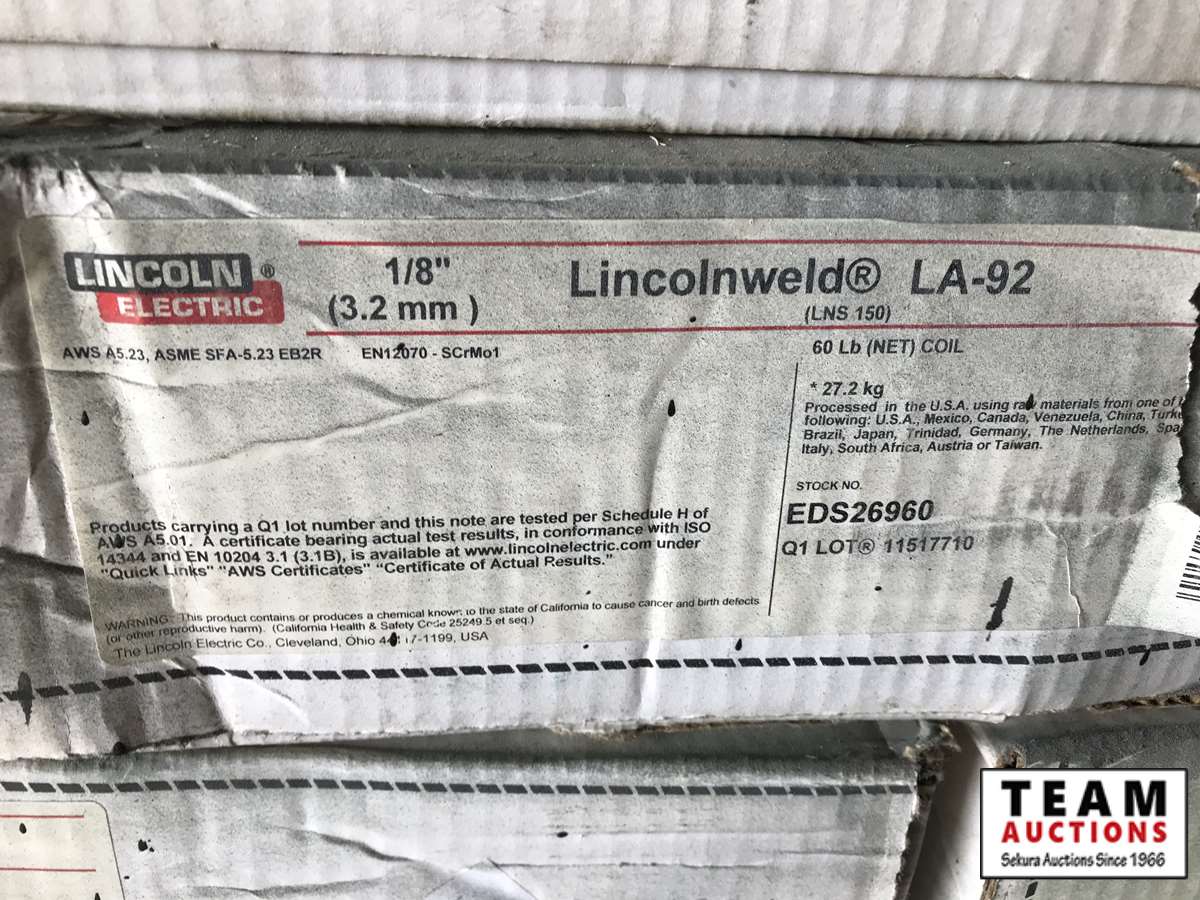 LINCOLN ®
ELECTRIC
1/8"
(3.2 mm )
Lincolnweld® LA-92
(LNS 150)
AWS A5.23, ASME SFA-5.23 EB2R
EN12070 - SCrMo1
60 Lb (NET) COIL
* 27.2 kg
Processed in the U.S.A. using raw materials from one of
following: U.S.A., Mexico, Canada, Venezuela, China,
Brazil, Japan, Trinidad, Germany, The Netherlands,
Italy, South Africa, Austria or Taiwan.
STOCK NO.
EDS26960
Q1 LOT® 11517710
Products carrying a Q1 lot number and this note are tested per Schedule H of
AWS A5.01. A certificate bearing actual test results, in conformance with ISO
14344 and EN 10204 3.1 (3.1B), is available at www.lincolnelectric.com under
"Quick Links" "AWS Certificates" "Certificate of Actual Results."
WARNING: This product contains or produces a chemical known to the state of California to cause cancer and birth defects
(or other reproductive harm). (California Health & Safety Code 25249.5 et seq.)
The Lincoln Electric Co., Cleveland, Ohio -1199, USA
TEAM
AUCTIONS
Sekura Auctions Since 1966